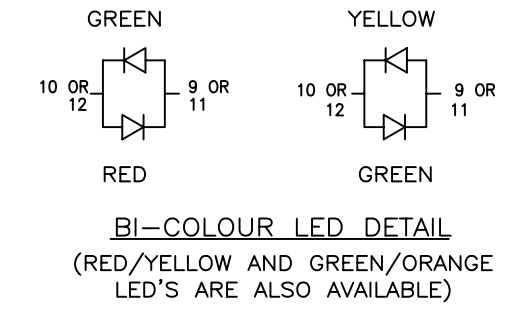 GREEN
10 OR
12
9 OR
11
RED
YELLOW
10 OR
12
9 OR
11
GREEN
BI-COLOUR LED DETAIL
(RED/YELLOW AND GREEN/ORANGE
LED'S ARE ALSO AVAILABLE)